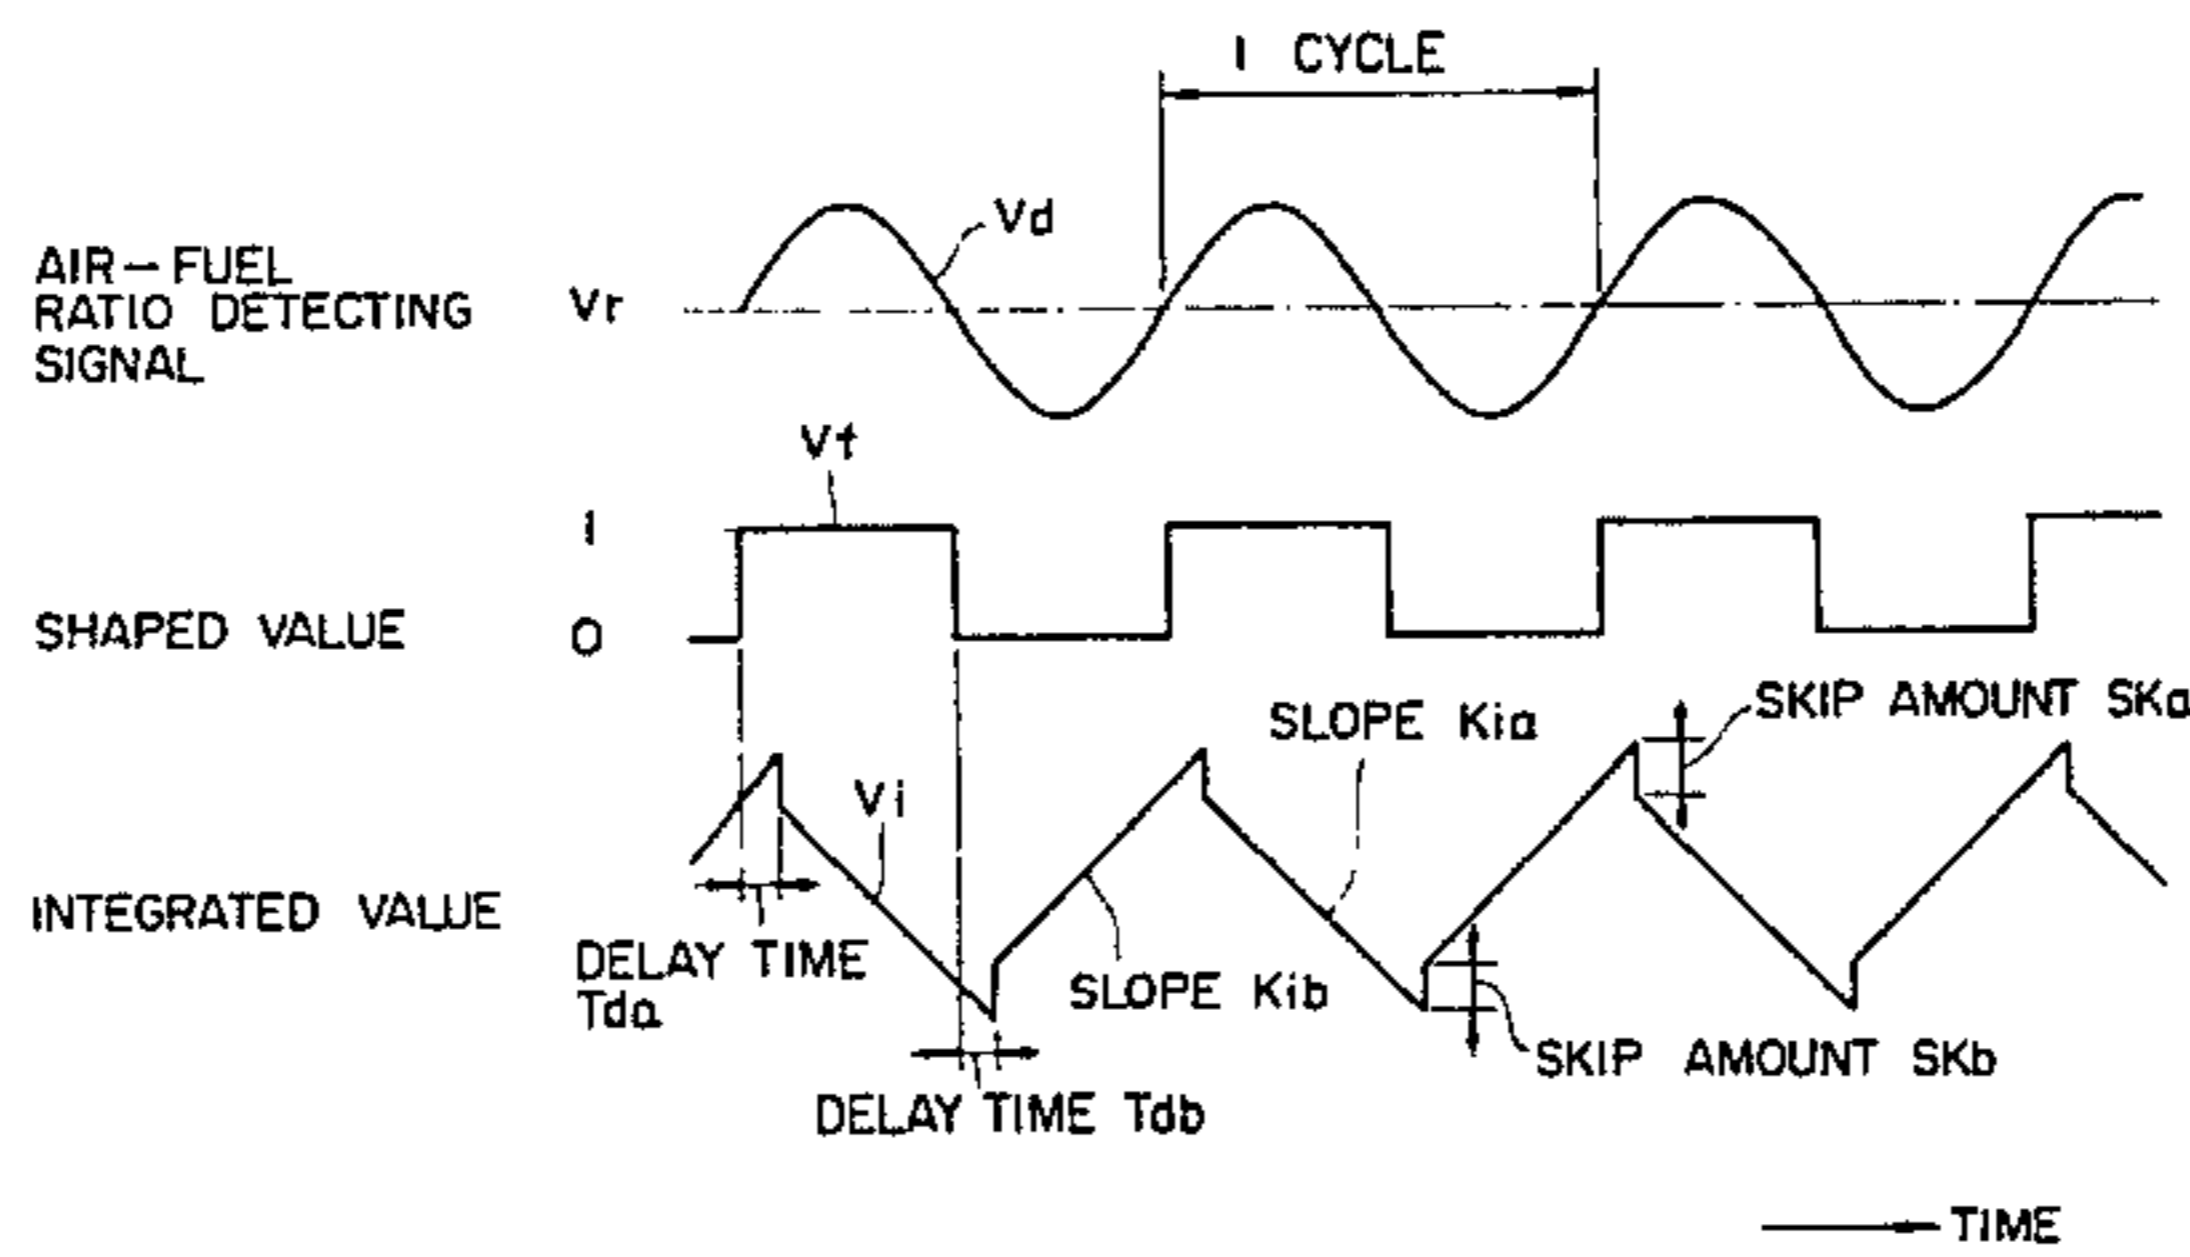 1 CYCLE
Vd
AIR-FUEL
RATIO DETECTING
SIGNAL
Vr
Vf
1
SHAPED VALUE
0
SKIP AMOUNT SKa
SLOPE Kia
Vi
INTEGRATED VALUE
DELAY TIME
Tda
SLOPE Kib
SKIP AMOUNT SKb
DELAY TIME Tdb
TIME